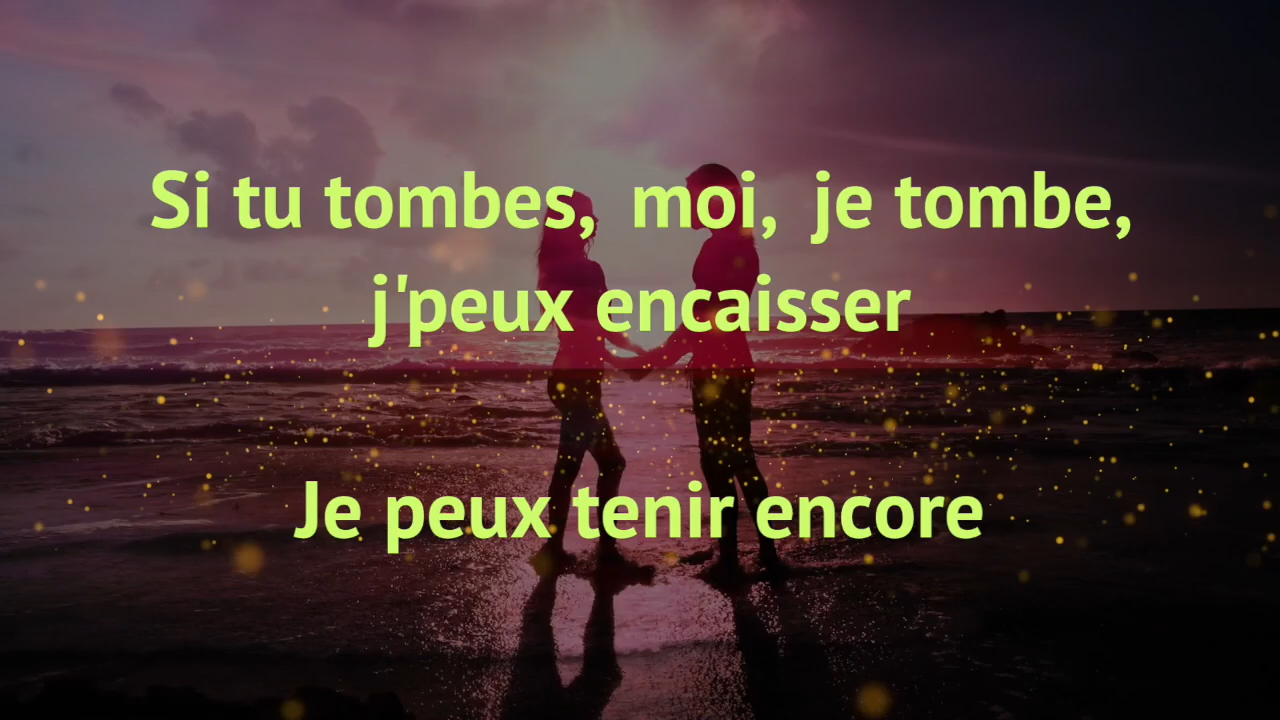 Si tu tombes, moi, je tombe,
j'peux encaisser
Je peux tenir encore